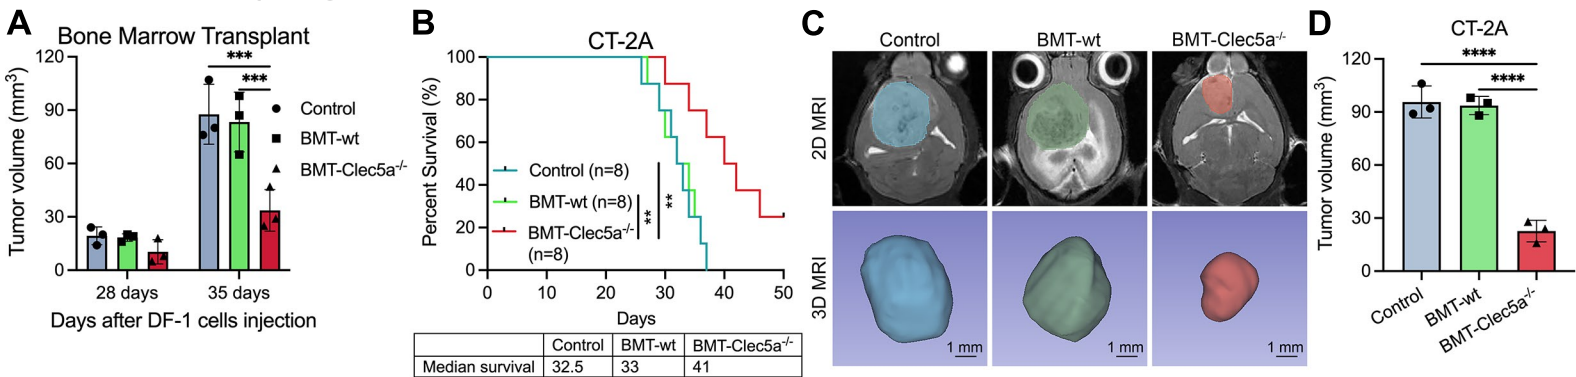 A
Bone Marrow Transplant
Tumor volume (mm³)
120
90
60
30
0
***
***
Control
BMT-wt
BMT-Clec5a-/-
28 days
35 days
Days after DF-1 cells injection
B
CT-2A
Percent Survival (%)
100
80
60
40
20
0
Control (n=8)
BMT-wt (n=8)
BMT-Clec5a-/-
(n=8)
**
**
0 10 20 30 40 50
Days
Control BMT-wt BMT-Clec5a-/-
Median survival 32.5 33 41
C
Control BMT-wt BMT-Clec5a-/-
2D MRI
3D MRI
1 mm
1 mm
1 mm
D
CT-2A
Tumor volume (mm³)
120
90
60
30
0
****
****
Control
BMT-wt
BMT-Clec5a-/-